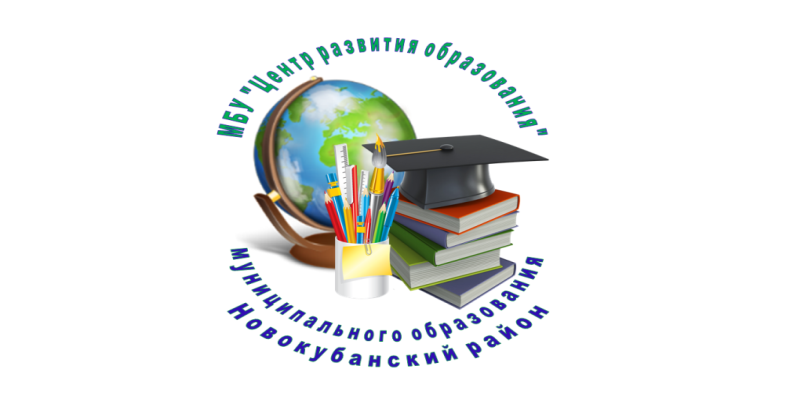 МБУ "Центр развития образования"
муниципального образования
Новокубанский район